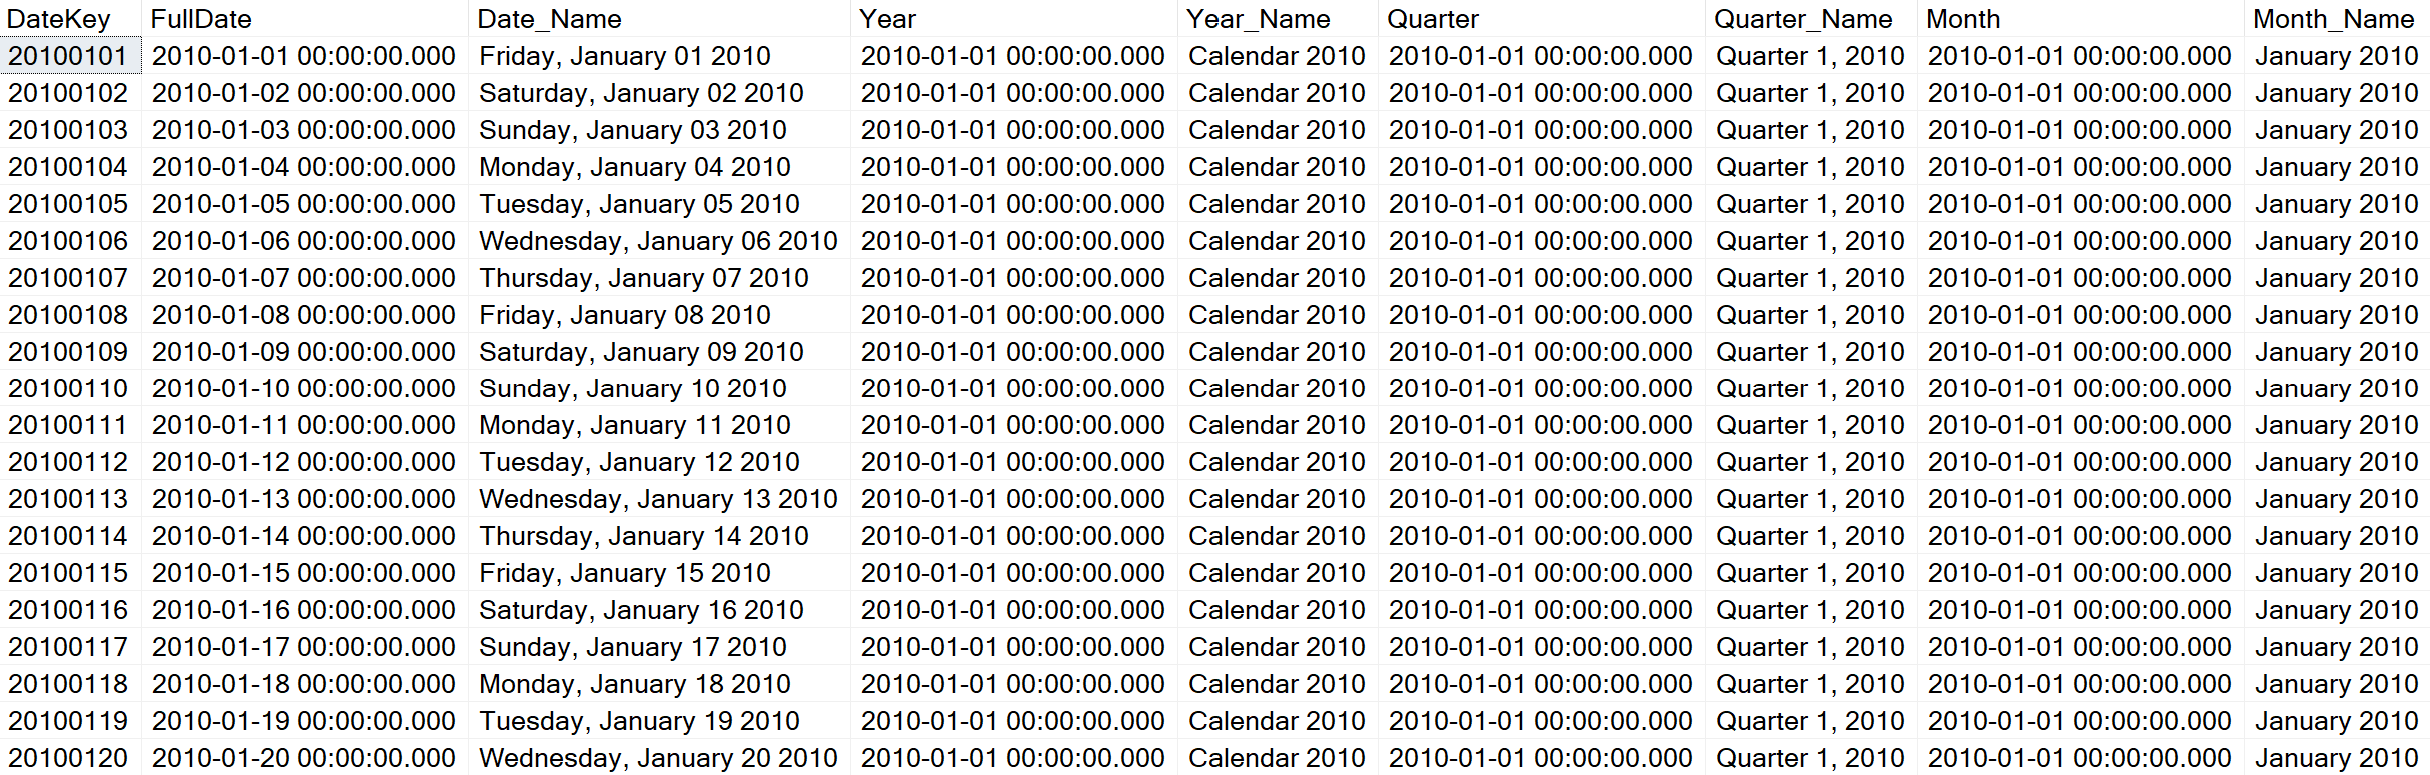 DateKey FullDate Date_Name Year Year_Name Quarter Quarter_Name Month Month_Name
20100101 2010-01-01 00:00:00.000 Friday, January 01 2010 2010-01-01 00:00:00.000 Calendar 2010 2010-01-01 00:00:00.000 Quarter 1, 2010 2010-01-01 00:00:00.000 January 2010
20100102 2010-01-02 00:00:00.000 Saturday, January 02 2010 2010-01-01 00:00:00.000 Calendar 2010 2010-01-01 00:00:00.000 Quarter 1, 2010 2010-01-01 00:00:00.000 January 2010
20100103 2010-01-03 00:00:00.000 Sunday, January 03 2010 2010-01-01 00:00:00.000 Calendar 2010 2010-01-01 00:00:00.000 Quarter 1, 2010 2010-01-01 00:00:00.000 January 2010
20100104 2010-01-04 00:00:00.000 Monday, January 04 2010 2010-01-01 00:00:00.000 Calendar 2010 2010-01-01 00:00:00.000 Quarter 1, 2010 2010-01-01 00:00:00.000 January 2010
20100105 2010-01-05 00:00:00.000 Tuesday, January 05 2010 2010-01-01 00:00:00.000 Calendar 2010 2010-01-01 00:00:00.000 Quarter 1, 2010 2010-01-01 00:00:00.000 January 2010
20100106 2010-01-06 00:00:00.000 Wednesday, January 06 2010 2010-01-01 00:00:00.000 Calendar 2010 2010-01-01 00:00:00.000 Quarter 1, 2010 2010-01-01 00:00:00.000 January 2010
20100107 2010-01-07 00:00:00.000 Thursday, January 07 2010 2010-01-01 00:00:00.000 Calendar 2010 2010-01-01 00:00:00.000 Quarter 1, 2010 2010-01-01 00:00:00.000 January 2010
20100108 2010-01-08 00:00:00.000 Friday, January 08 2010 2010-01-01 00:00:00.000 Calendar 2010 2010-01-01 00:00:00.000 Quarter 1, 2010 2010-01-01 00:00:00.000 January 2010
20100109 2010-01-09 00:00:00.000 Saturday, January 09 2010 2010-01-01 00:00:00.000 Calendar 2010 2010-01-01 00:00:00.000 Quarter 1, 2010 2010-01-01 00:00:00.000 January 2010
20100110 2010-01-10 00:00:00.000 Sunday, January 10 2010 2010-01-01 00:00:00.000 Calendar 2010 2010-01-01 00:00:00.000 Quarter 1, 2010 2010-01-01 00:00:00.000 January 2010
20100111 2010-01-11 00:00:00.000 Monday, January 11 2010 2010-01-01 00:00:00.000 Calendar 2010 2010-01-01 00:00:00.000 Quarter 1, 2010 2010-01-01 00:00:00.000 January 2010
20100112 2010-01-12 00:00:00.000 Tuesday, January 12 2010 2010-01-01 00:00:00.000 Calendar 2010 2010-01-01 00:00:00.000 Quarter 1, 2010 2010-01-01 00:00:00.000 January 2010
20100113 2010-01-13 00:00:00.000 Wednesday, January 13 2010 2010-01-01 00:00:00.000 Calendar 2010 2010-01-01 00:00:00.000 Quarter 1, 2010 2010-01-01 00:00:00.000 January 2010
20100114 2010-01-14 00:00:00.000 Thursday, January 14 2010 2010-01-01 00:00:00.000 Calendar 2010 2010-01-01 00:00:00.000 Quarter 1, 2010 2010-01-01 00:00:00.000 January 2010
20100115 2010-01-15 00:00:00.000 Friday, January 15 2010 2010-01-01 00:00:00.000 Calendar 2010 2010-01-01 00:00:00.000 Quarter 1, 2010 2010-01-01 00:00:00.000 January 2010
20100116 2010-01-16 00:00:00.000 Saturday, January 16 2010 2010-01-01 00:00:00.000 Calendar 2010 2010-01-01 00:00:00.000 Quarter 1, 2010 2010-01-01 00:00:00.000 January 2010
20100117 2010-01-17 00:00:00.000 Sunday, January 17 2010 2010-01-01 00:00:00.000 Calendar 2010 2010-01-01 00:00:00.000 Quarter 1, 2010 2010-01-01 00:00:00.000 January 2010
20100118 2010-01-18 00:00:00.000 Monday, January 18 2010 2010-01-01 00:00:00.000 Calendar 2010 2010-01-01 00:00:00.000 Quarter 1, 2010 2010-01-01 00:00:00.000 January 2010
20100119 2010-01-19 00:00:00.000 Tuesday, January 19 2010 2010-01-01 00:00:00.000 Calendar 2010 2010-01-01 00:00:00.000 Quarter 1, 2010 2010-01-01 00:00:00.000 January 2010
20100120 2010-01-20 00:00:00.000 Wednesday, January 20 2010 2010-01-01 00:00:00.000 Calendar 2010 2010-01-01 00:00:00.000 Quarter 1, 2010 2010-01-01 00:00:00.000 January 2010